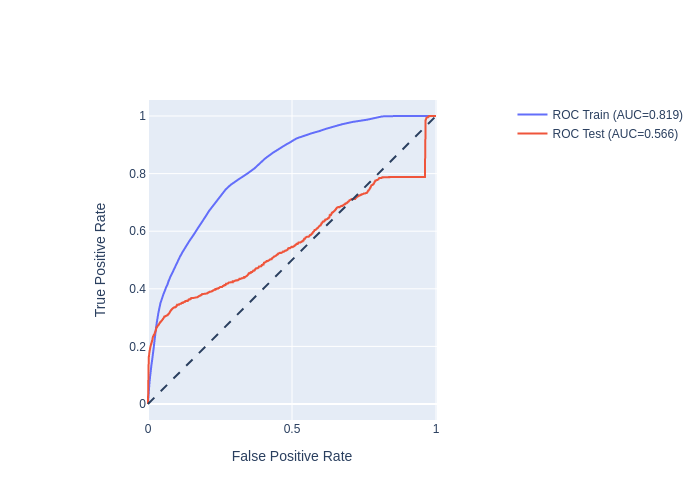 ROC Train (AUC=0.819)
ROC Test (AUC=0.566)
1
0.8
0.6
0.4
0.2
0
True Positive Rate
0 0.5 1
False Positive Rate